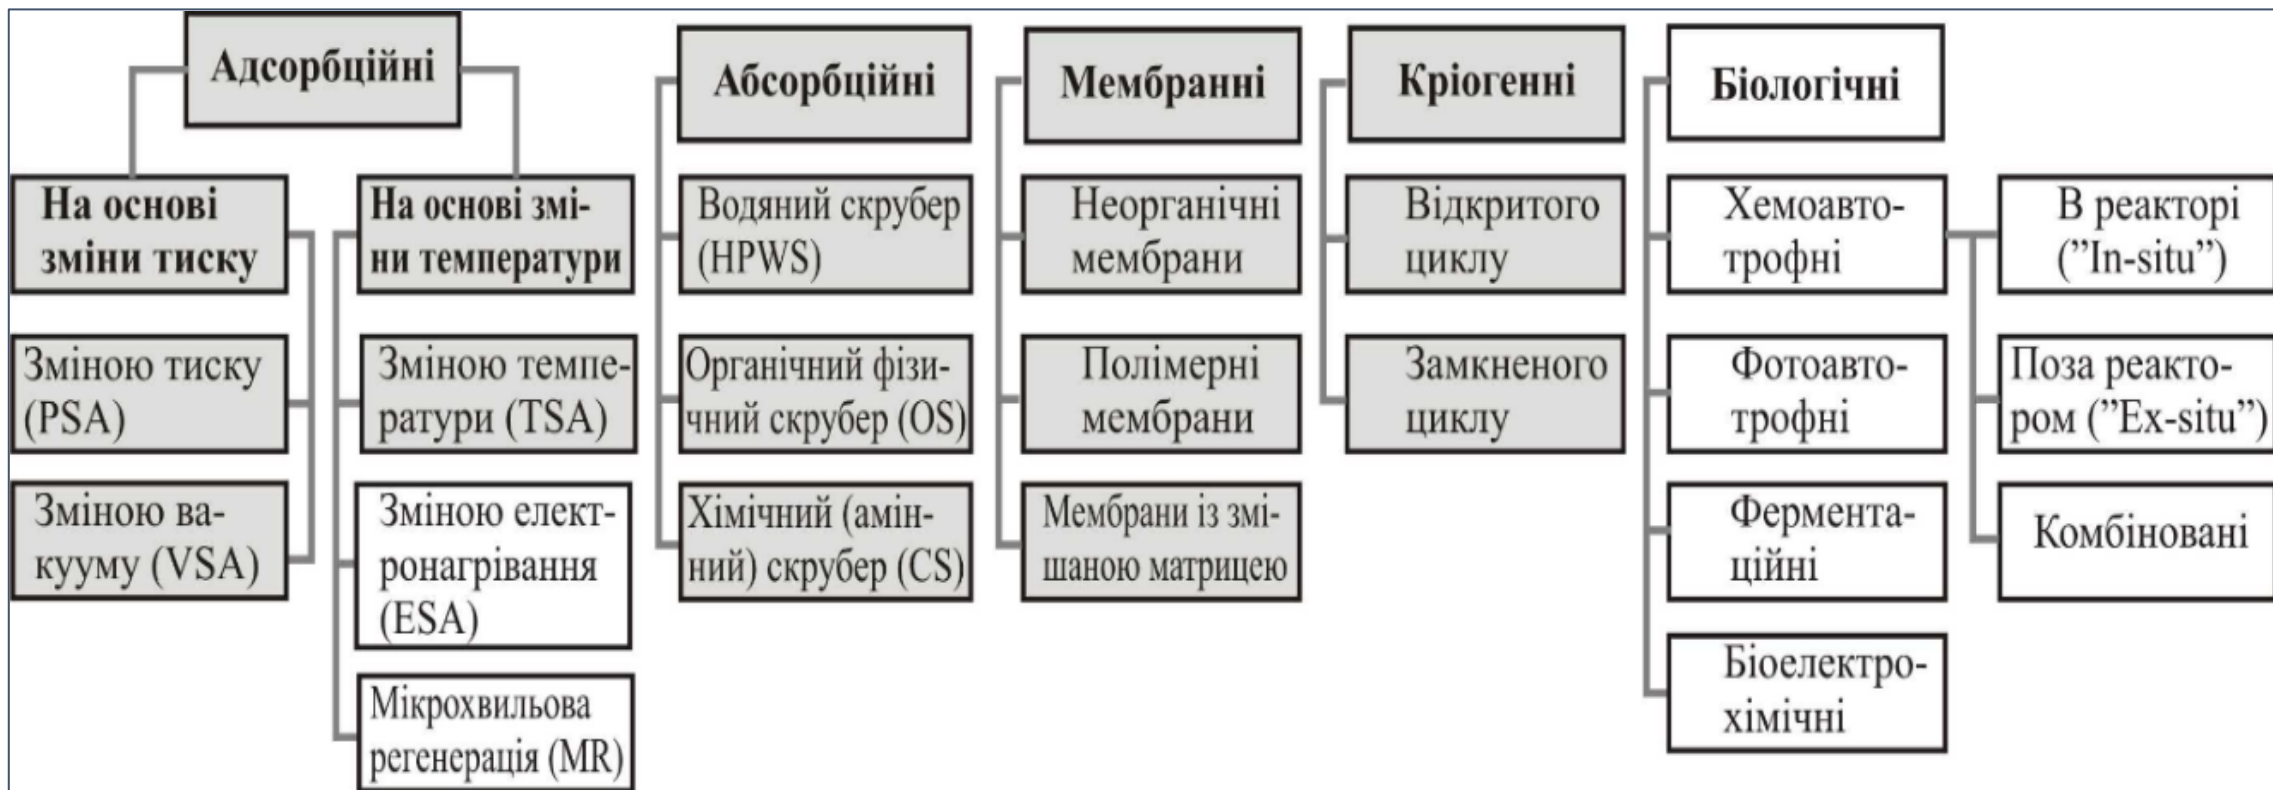 Адсорбційні
На основі
зміни тиску
Зміною тиску
(PSA)
Зміною ва-
кууму (VSA)
На основі змі-
ни температури
Зміною темпе-
ратури (TSA)
Зміною елект-
ронагрівання
(ESA)
Мікрохвильова
регенерація (MR)
Абсорбційні
Водяний скрубер
(HPWS)
Органічний фізи-
чний скрубер (OS)
Хімічний (амін-
ний) скрубер (CS)
Мембранні
Неорганічні
мембрани
Полімерні
мембрани
Мембрани із змі-
шаною матрицею
Кріогенні
Відкритого
циклу
Замкненого
циклу
Біологічні
Хемоавто-
трофні
Фотоавто-
трофні
Фермента-
ційні
Біоелектро-
хімічні
В реакторі
(”In-situ”)
Поза реакто-
ром (”Ex-situ”)
Комбіновані